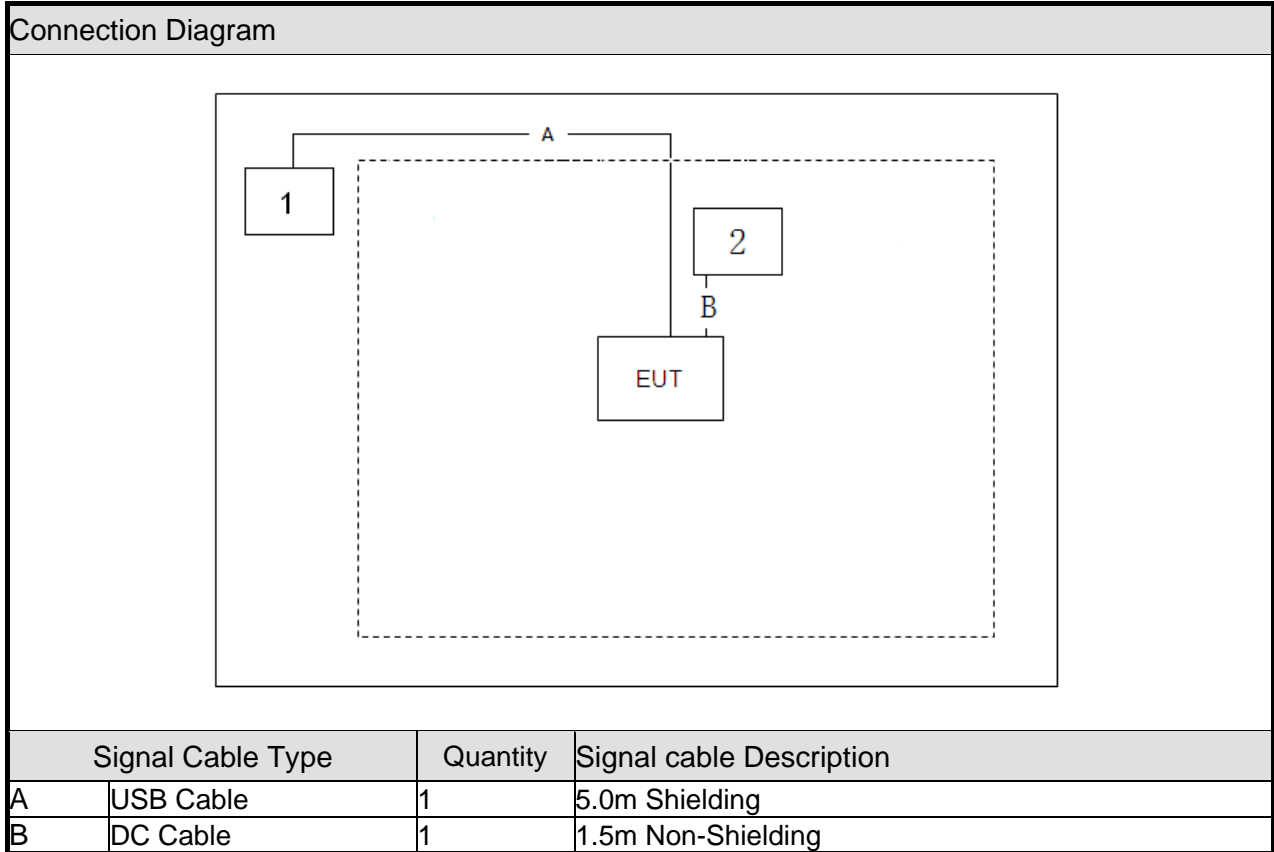 Connection Diagram
A
1
2
B
EUT
Signal Cable Type Quantity Signal cable Description
A USB Cable 1 5.0m Shielding
B DC Cable 1 1.5m Non-Shielding